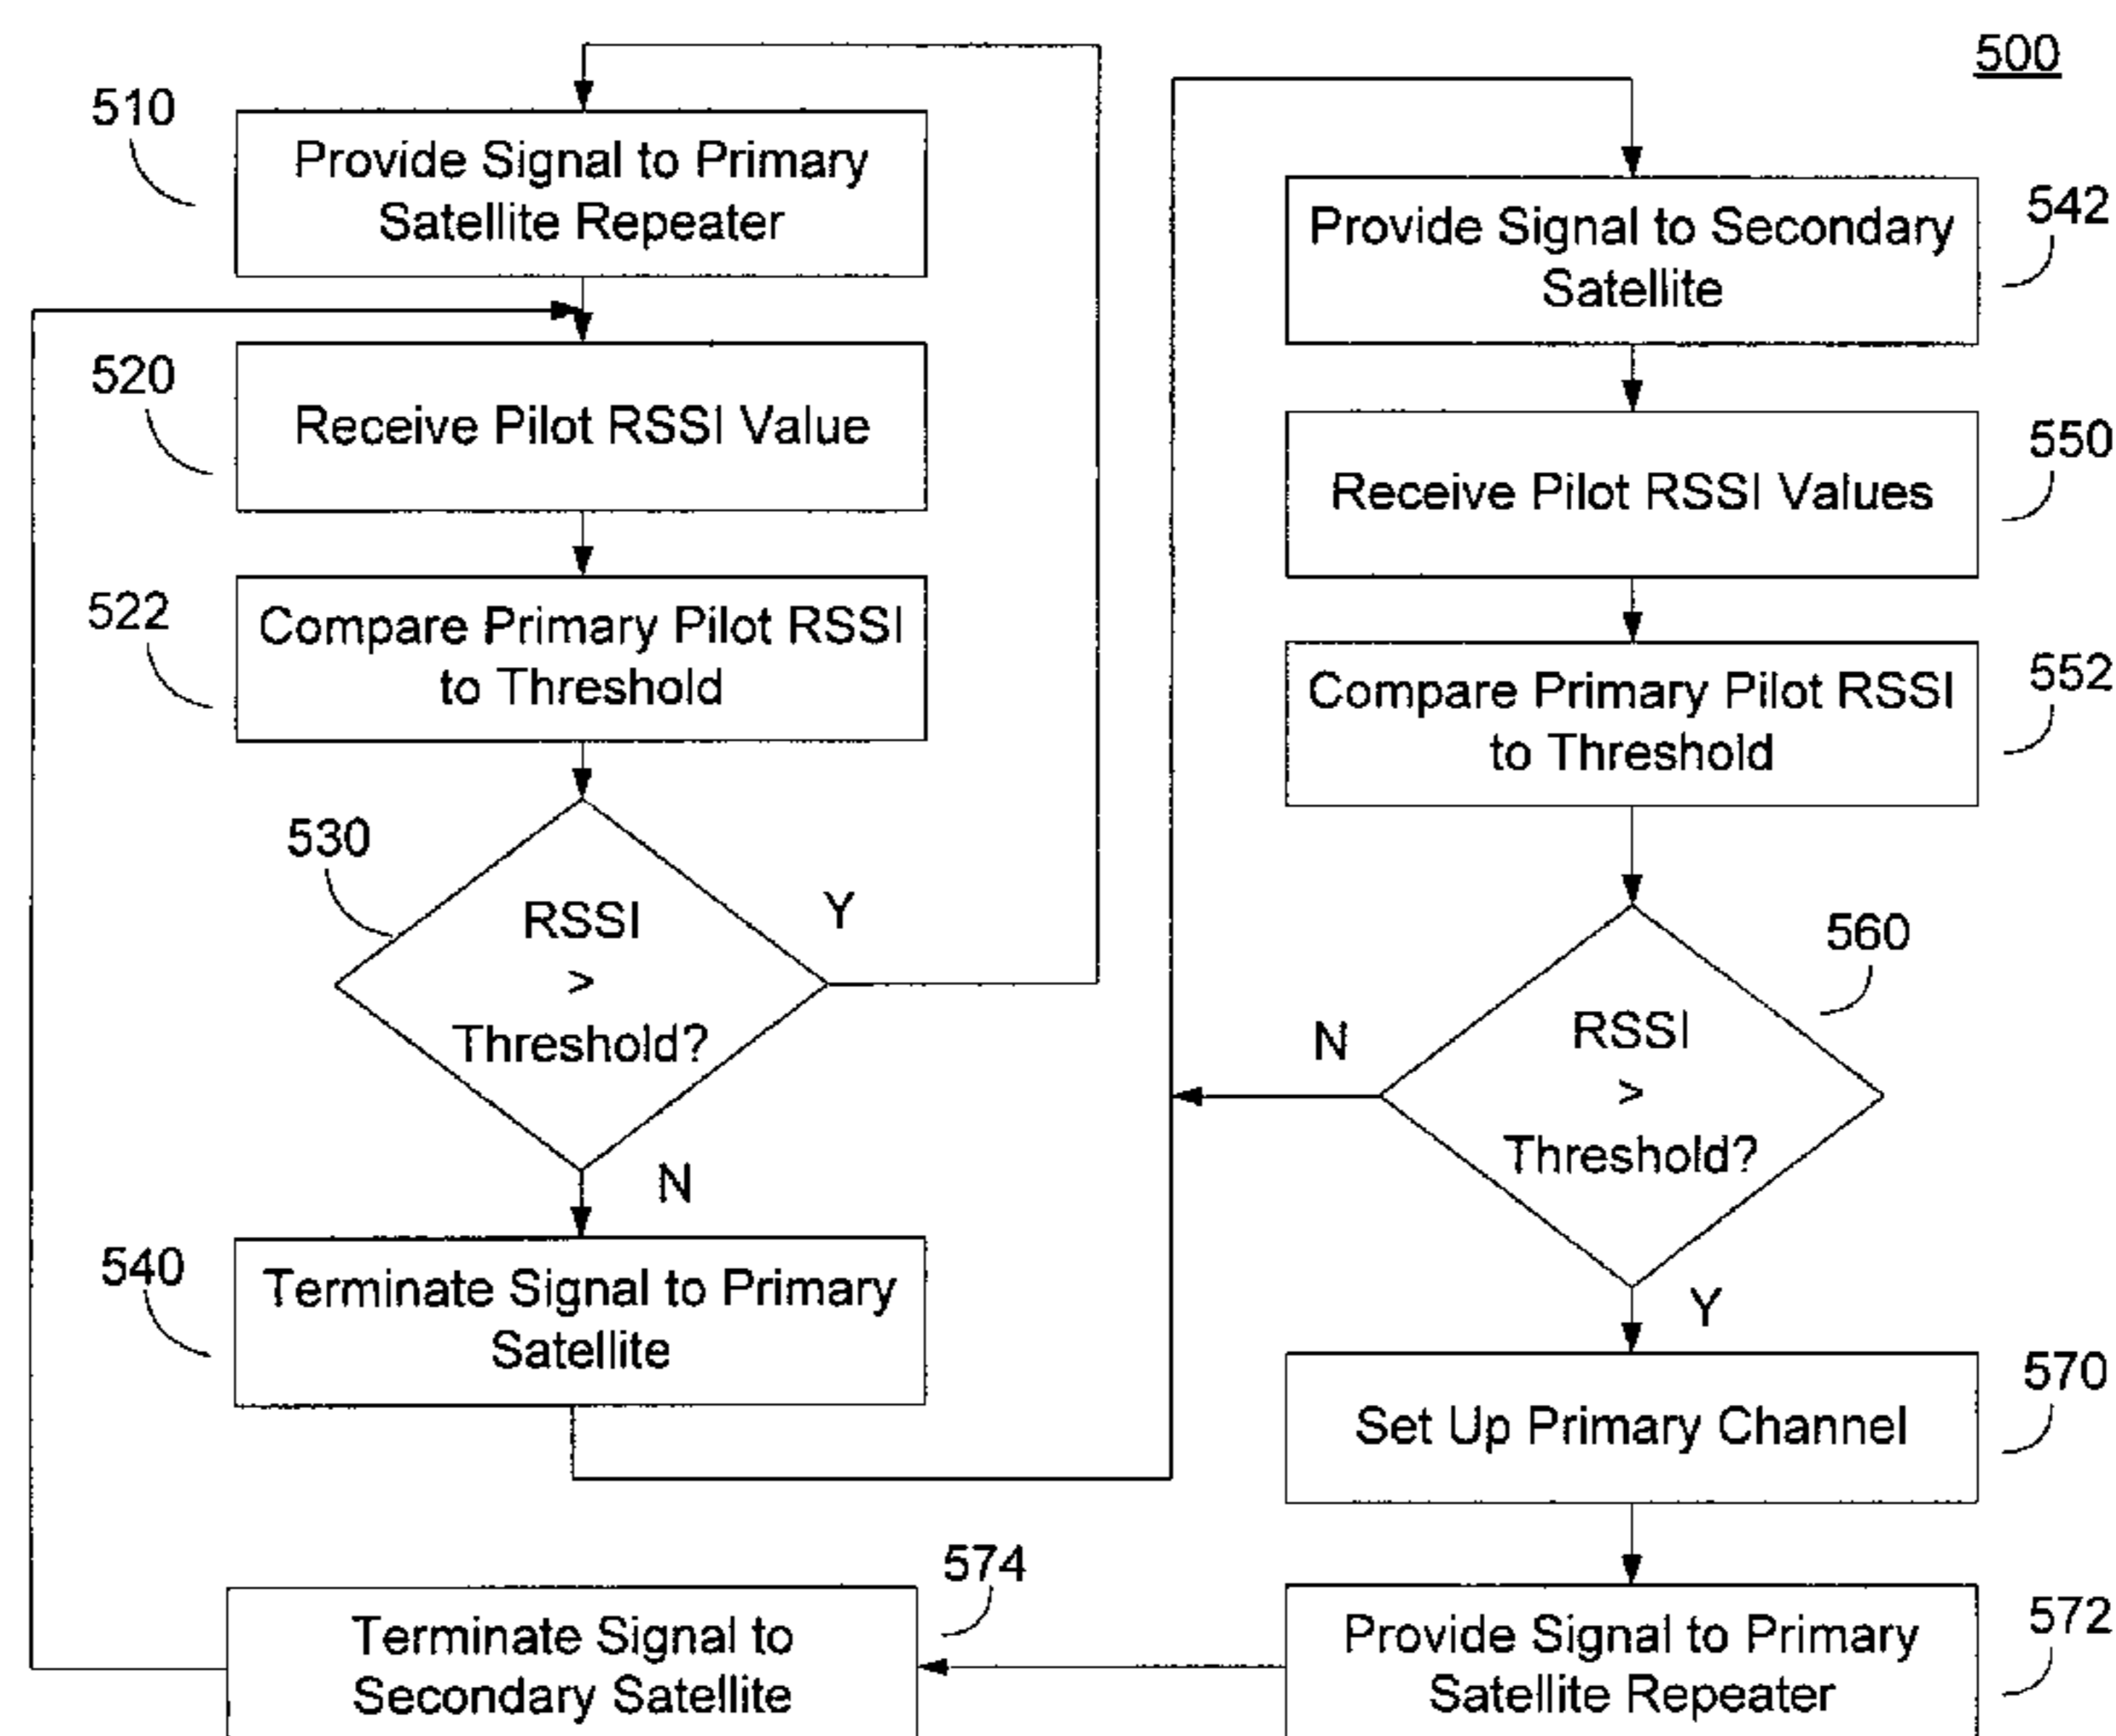 500
510
Provide Signal to Primary
Satellite Repeater
520
Receive Pilot RSSI Value
522
Compare Primary Pilot RSSI
to Threshold
530
RSSI
>
Threshold?
Y
N
540
Terminate Signal to Primary
Satellite
542
Provide Signal to Secondary
Satellite
550
Receive Pilot RSSI Values
552
Compare Primary Pilot RSSI
to Threshold
560
RSSI
>
Threshold?
N
Y
570
Set Up Primary Channel
572
Provide Signal to Primary
Satellite Repeater
574
Terminate Signal to
Secondary Satellite